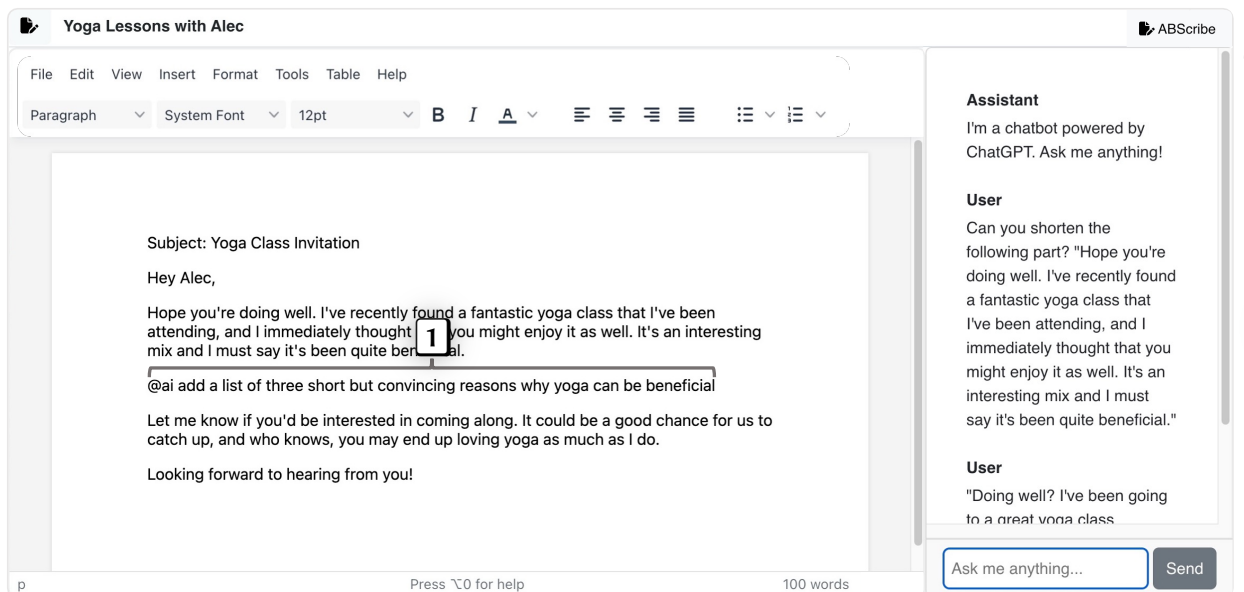 Yoga Lessons with Alec
ABScribe
File Edit View Insert Format Tools Table Help
Paragraph System Font 12pt B I A
Subject: Yoga Class Invitation
Hey Alec,
Hope you're doing well. I've recently found a fantastic yoga class that I've been
attending, and I immediately thought you might enjoy it as well. It's an interesting
mix and I must say it's been quite
1
@ai add a list of three short but convincing reasons why yoga can be beneficial
Let me know if you'd be interested in coming along. It could be a good chance for us to
catch up, and who knows, you may end up loving yoga as much as I do.
Looking forward to hearing from you!
p
Press ⌥0 for help
100 words
Assistant
I'm a chatbot powered by
ChatGPT. Ask me anything!
User
Can you shorten the
following part? "Hope you're
doing well. I've recently found
a fantastic yoga class that
I've been attending, and I
immediately thought that you
might enjoy it as well. It's an
interesting mix and I must
say it's been quite beneficial."
User
"Doing well? I've been going
to a great yoga class
Ask me anything...
Send